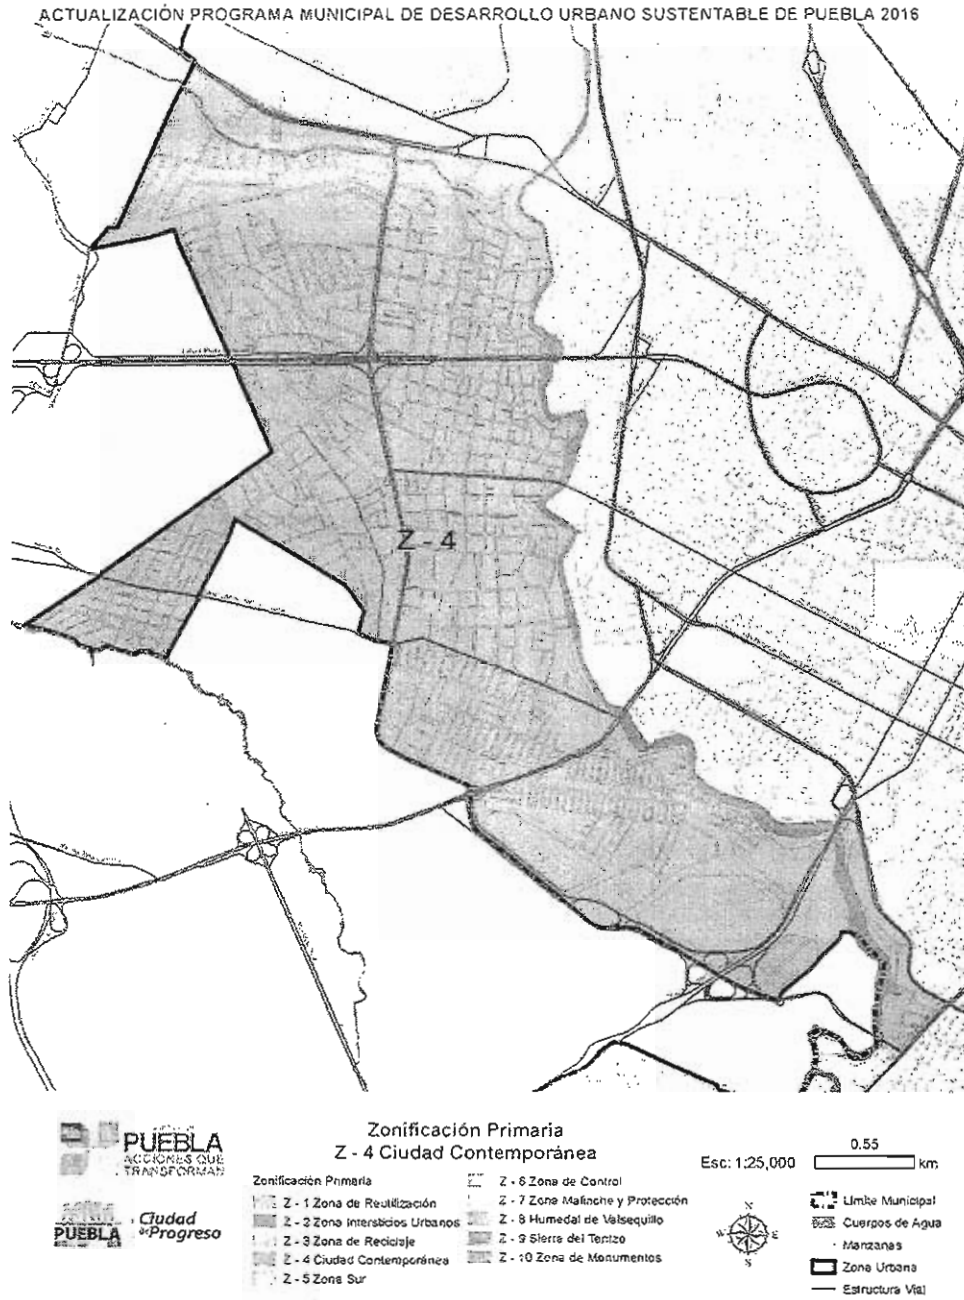 ACTUALIZACIÓN PROGRAMA MUNICIPAL DE DESARROLLO URBANO SUSTENTABLE DE PUEBLA 2016
Z - 4
PUEBLA
ACCIONES QUE
TRANSFORMAN
PUEBLA
Ciudad
de Progreso
Zonificación Primaria
Z - 4 Ciudad Contemporánea
Zonificación Primaria
Z - 1 Zona de Reutilización
Z - 2 Zona Intersticios Urbanos
Z - 3 Zona de Reciclaje
Z - 4 Ciudad Contemporánea
Z - 5 Zona Sur
Z - 6 Zona de Control
Z - 7 Zona Malinche y Protección
Z - 8 Humedal de Valsequillo
Z - 9 Sierra del Tentzo
Z - 10 Zona de Monumentos
Esc: 1:25,000
0.55
km
N
W
E
S
Límite Municipal
Cuerpos de Agua
Manzanas
Zona Urbana
Estructura Vial